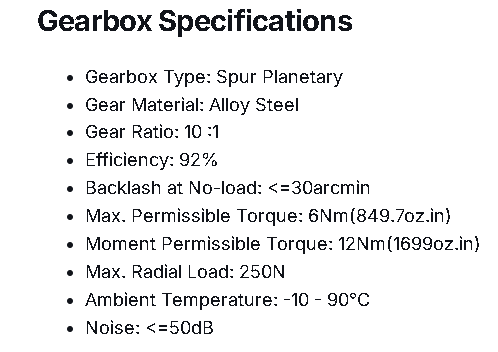 Gearbox Specifications
• Gearbox Type: Spur Planetary
• Gear Material: Alloy Steel
• Gear Ratio: 10 :1
• Efficiency: 92%
• Backlash at No-load: <=30arcmin
• Max. Permissible Torque: 6Nm(849.7oz.in)
• Moment Permissible Torque: 12Nm(1699oz.in)
• Max. Radial Load: 250N
• Ambient Temperature: -10 - 90°C
• Noise: <=50dB